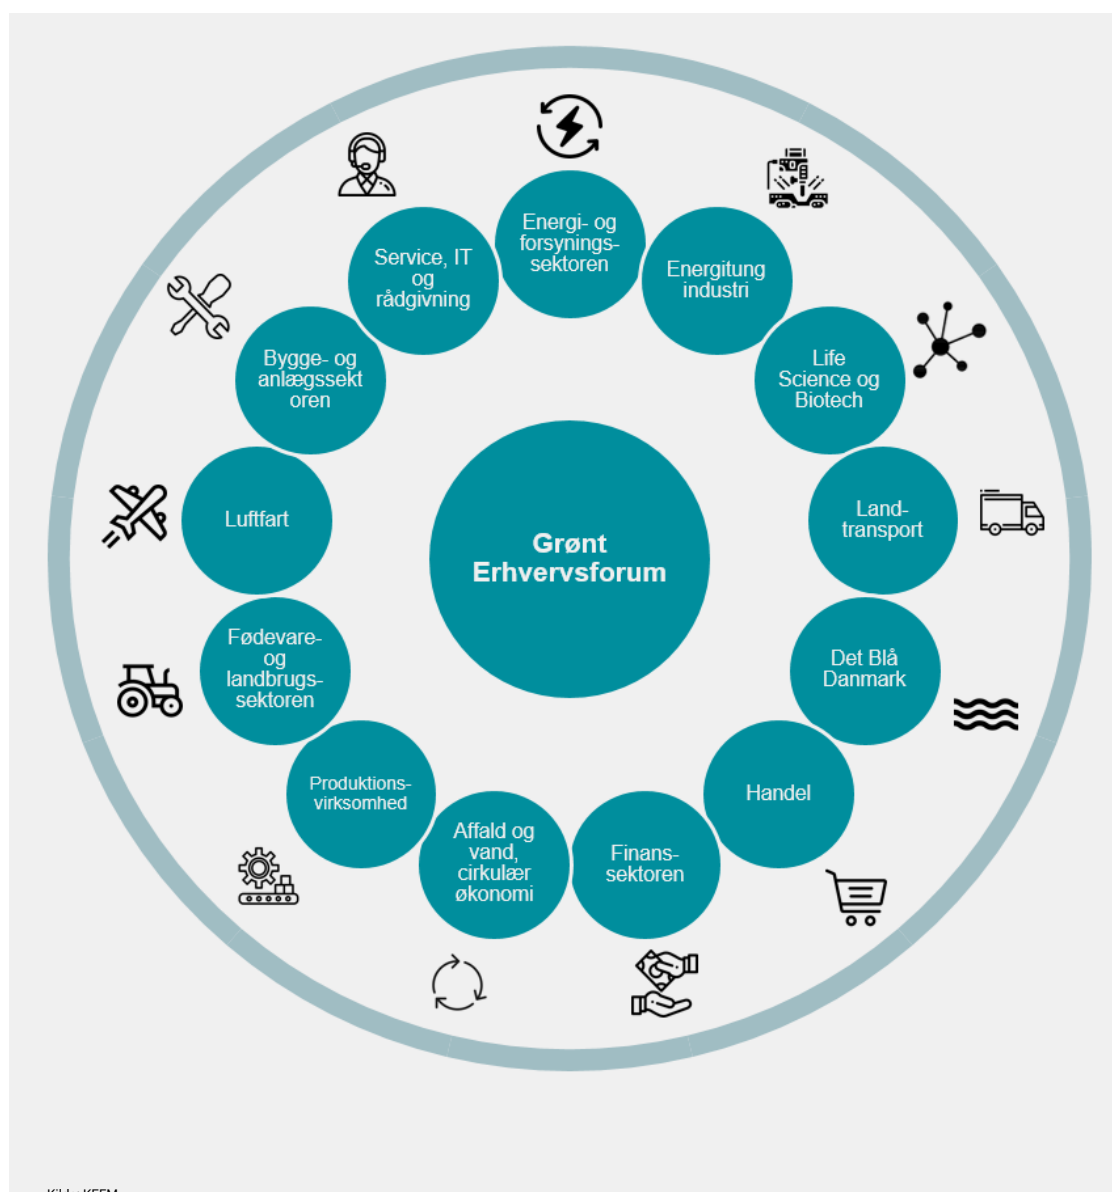 Energi- og
forsynings-
sektoren
Energitung
industri
Life
Science og
Biotech
Land-
transport
Det Blå
Danmark
Handel
Finans-
sektoren
Affald og
vand,
cirkulær
økonomi
Produktions-
virksomhed
Fødevare-
og
landbrugs-
sektoren
Luftfart
Bygge- og
anlægssekt
oren
Service, IT
og
rådgivning
Grønt
Erhvervsforum